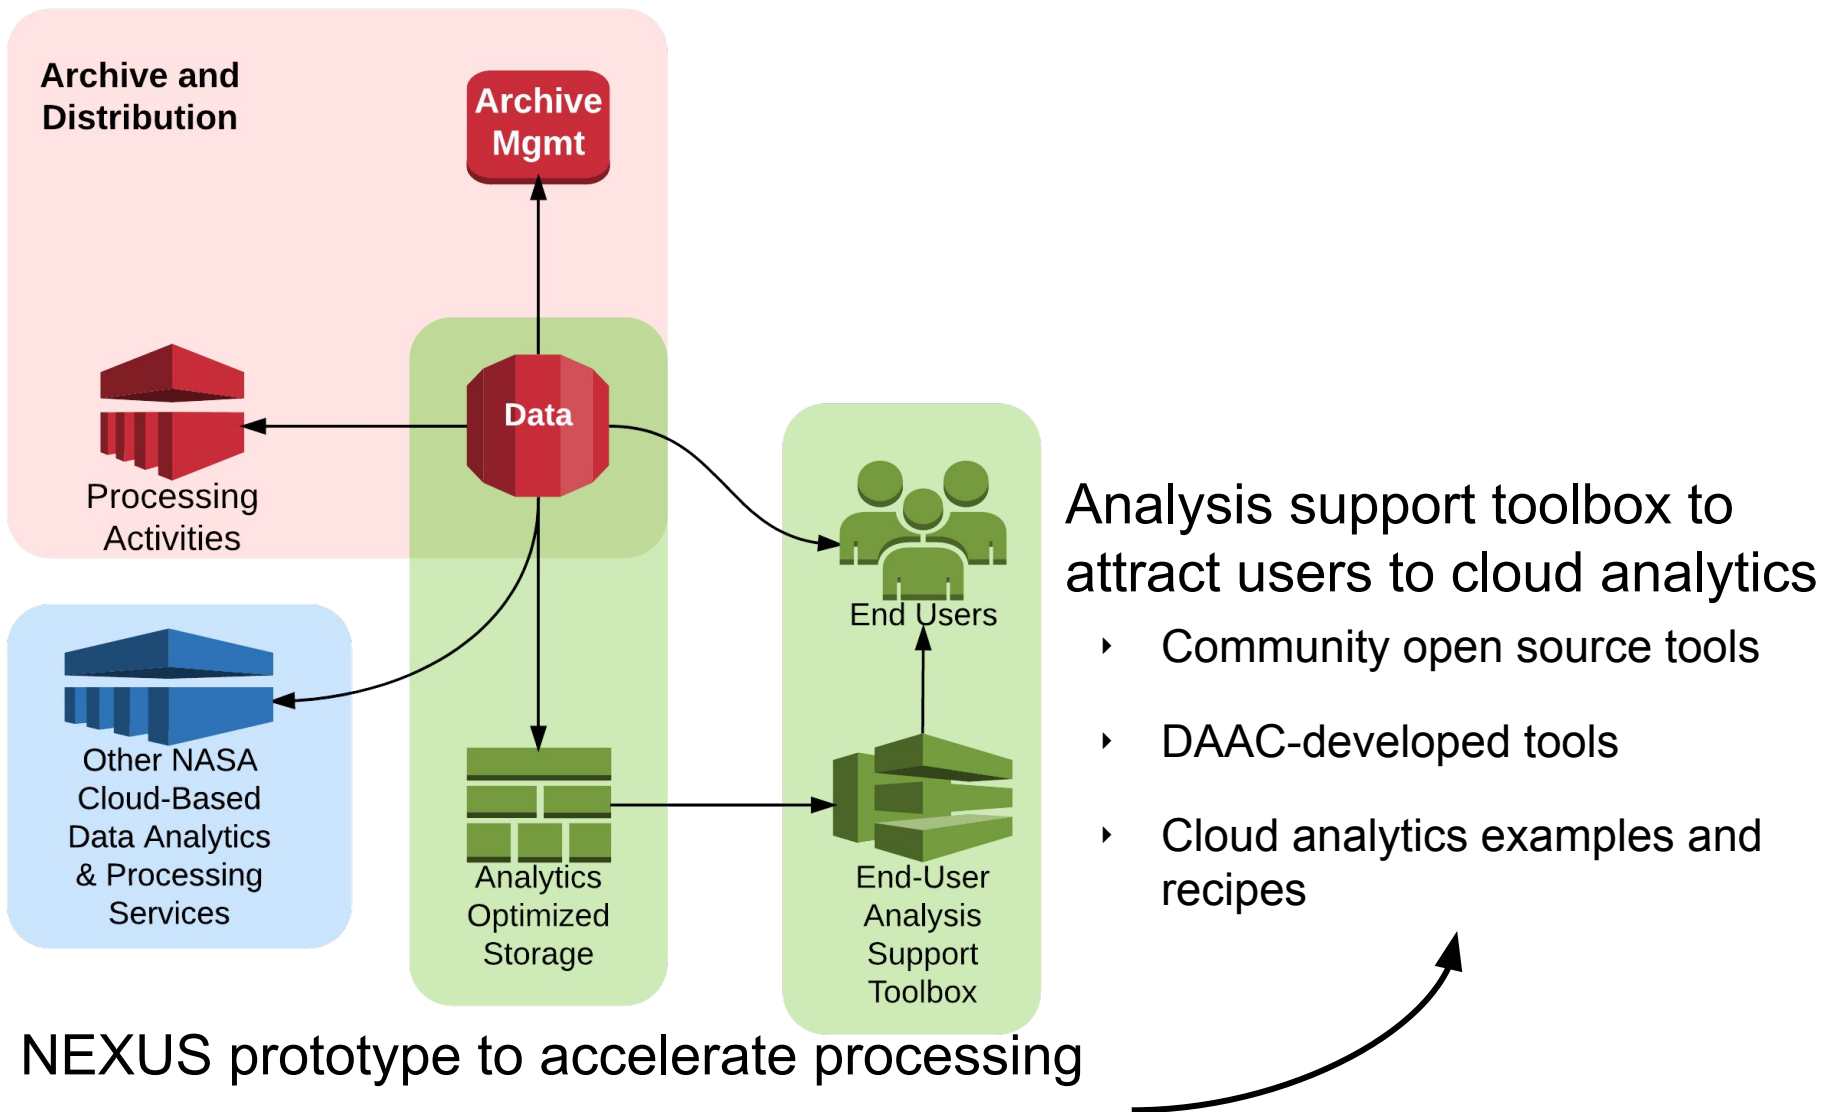 Archive and
Distribution
Archive
Mgmt
Data
Processing
Activities
End Users
Other NASA
Cloud-Based
Data Analytics
& Processing
Services
Analytics
Optimized
Storage
End-User
Analysis
Support
Toolbox
Analysis support toolbox to
attract users to cloud analytics
‣ Community open source tools
‣ DAAC-developed tools
‣ Cloud analytics examples and
recipes
NEXUS prototype to accelerate processing